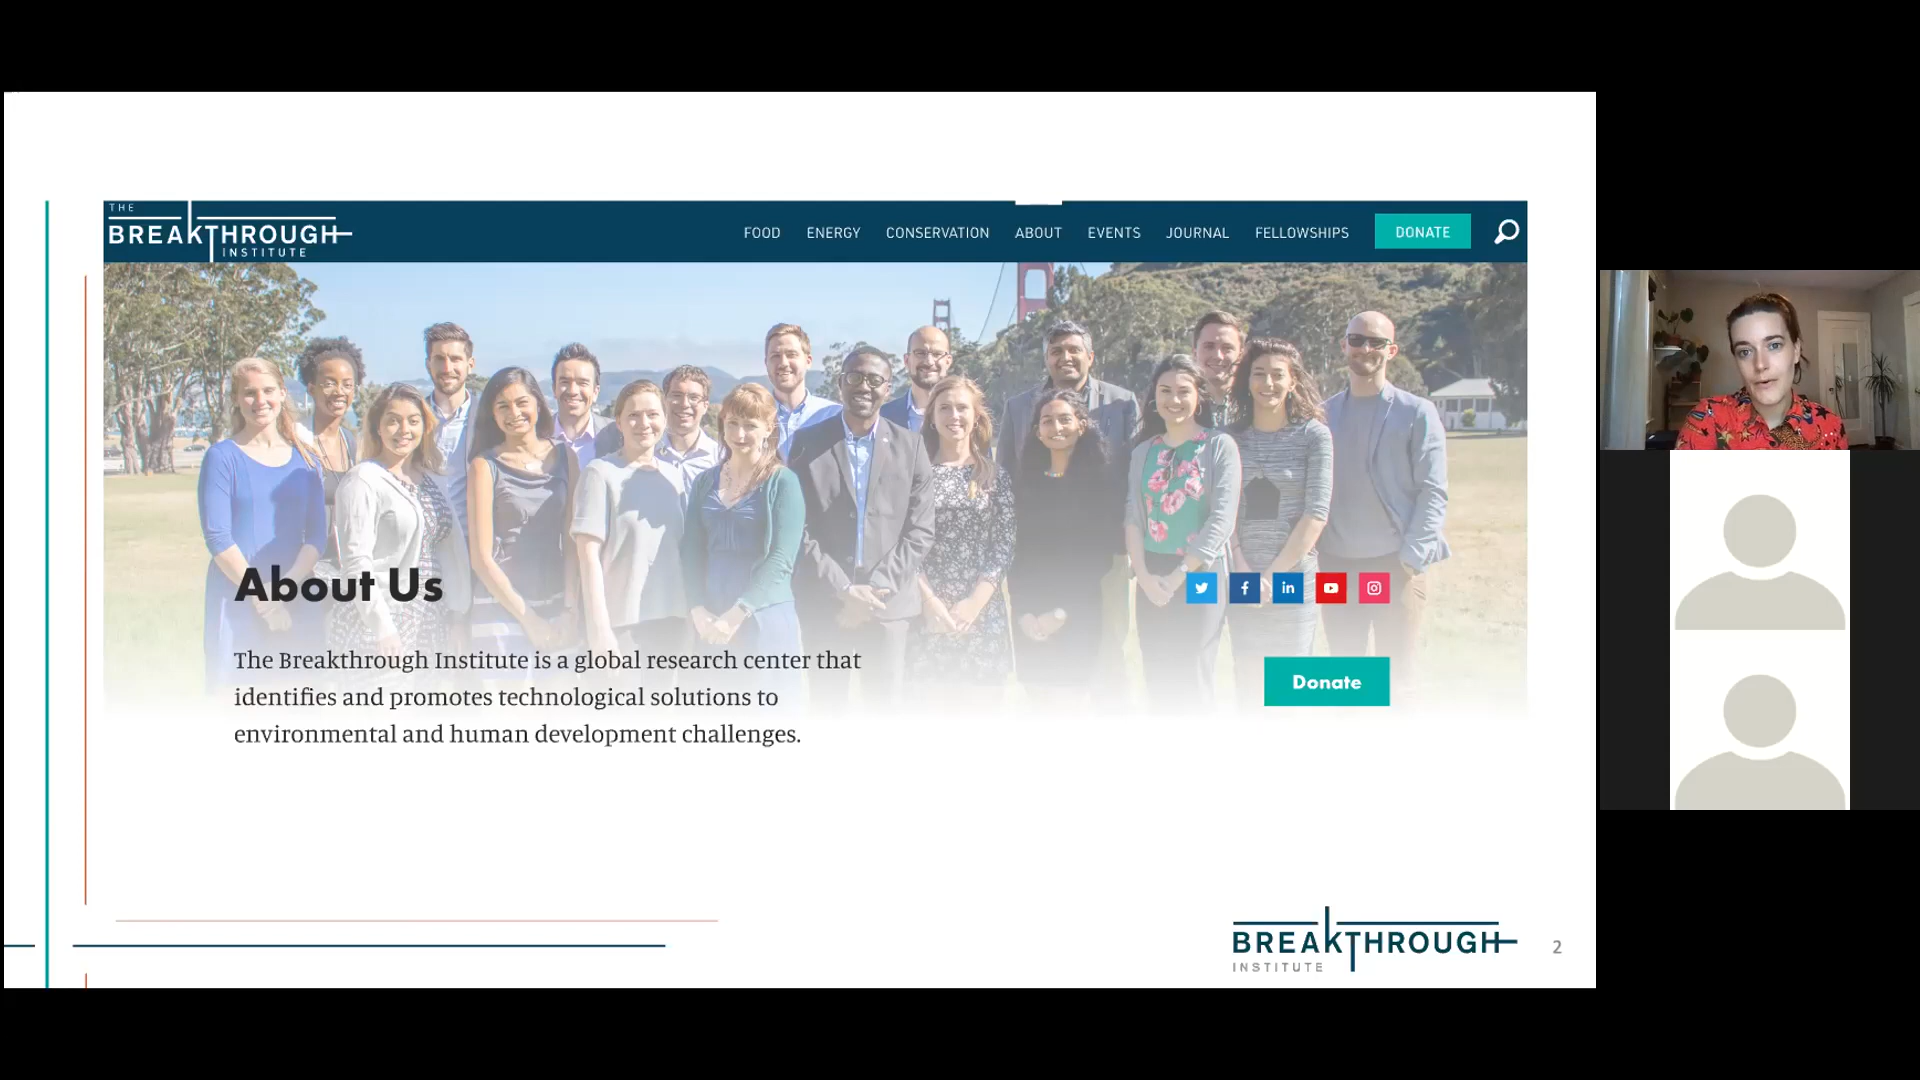 THE
BREAKTHROUGH
INSTITUTE
FOOD ENERGY CONSERVATION ABOUT EVENTS JOURNAL FELLOWSHIPS DONATE
About Us
The Breakthrough Institute is a global research center that
identifies and promotes technological solutions to
environmental and human development challenges.
Donate
BREAKTHROUGH
INSTITUTE
2